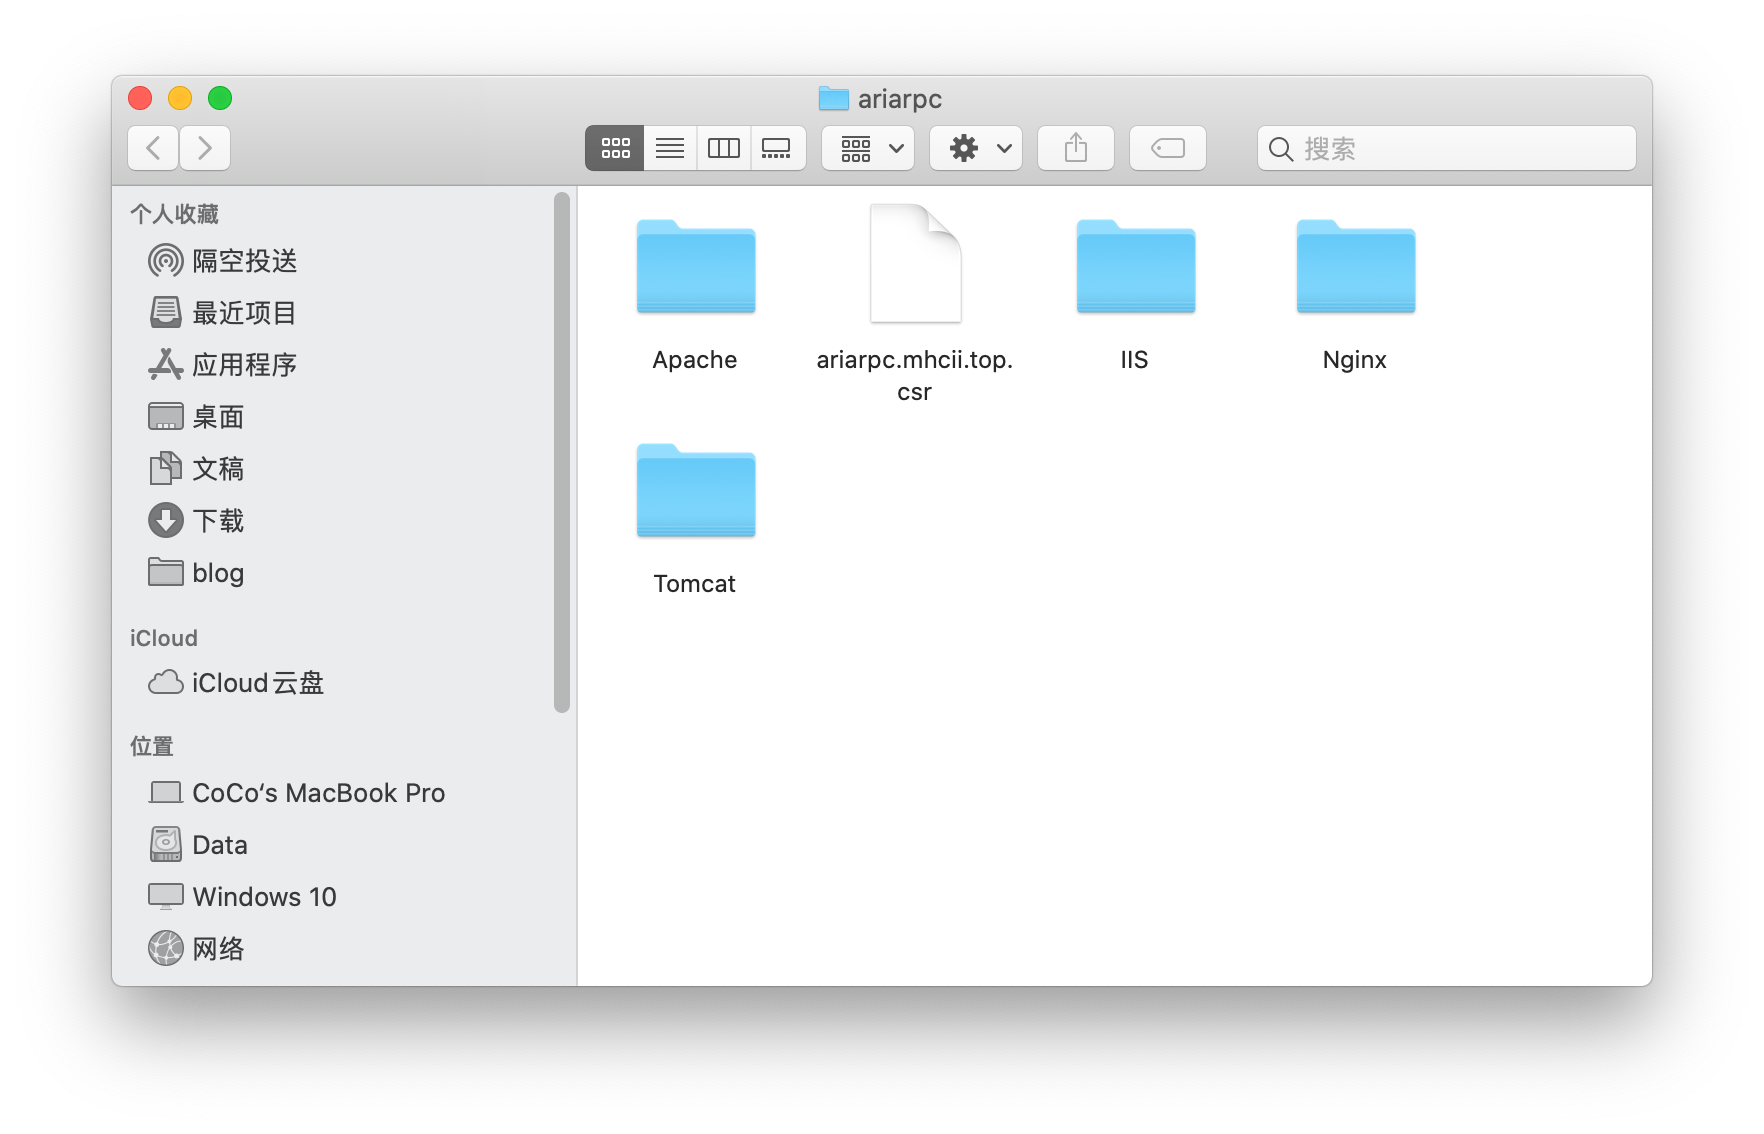 ariarpc
搜索
个人收藏
隔空投送
最近项目
应用程序
桌面
文稿
下载
blog
iCloud
iCloud云盘
位置
CoCo‘s MacBook Pro
Data
Windows 10
网络
Apache
ariarpc.mhcii.top.
csr
IIS
Nginx
Tomcat